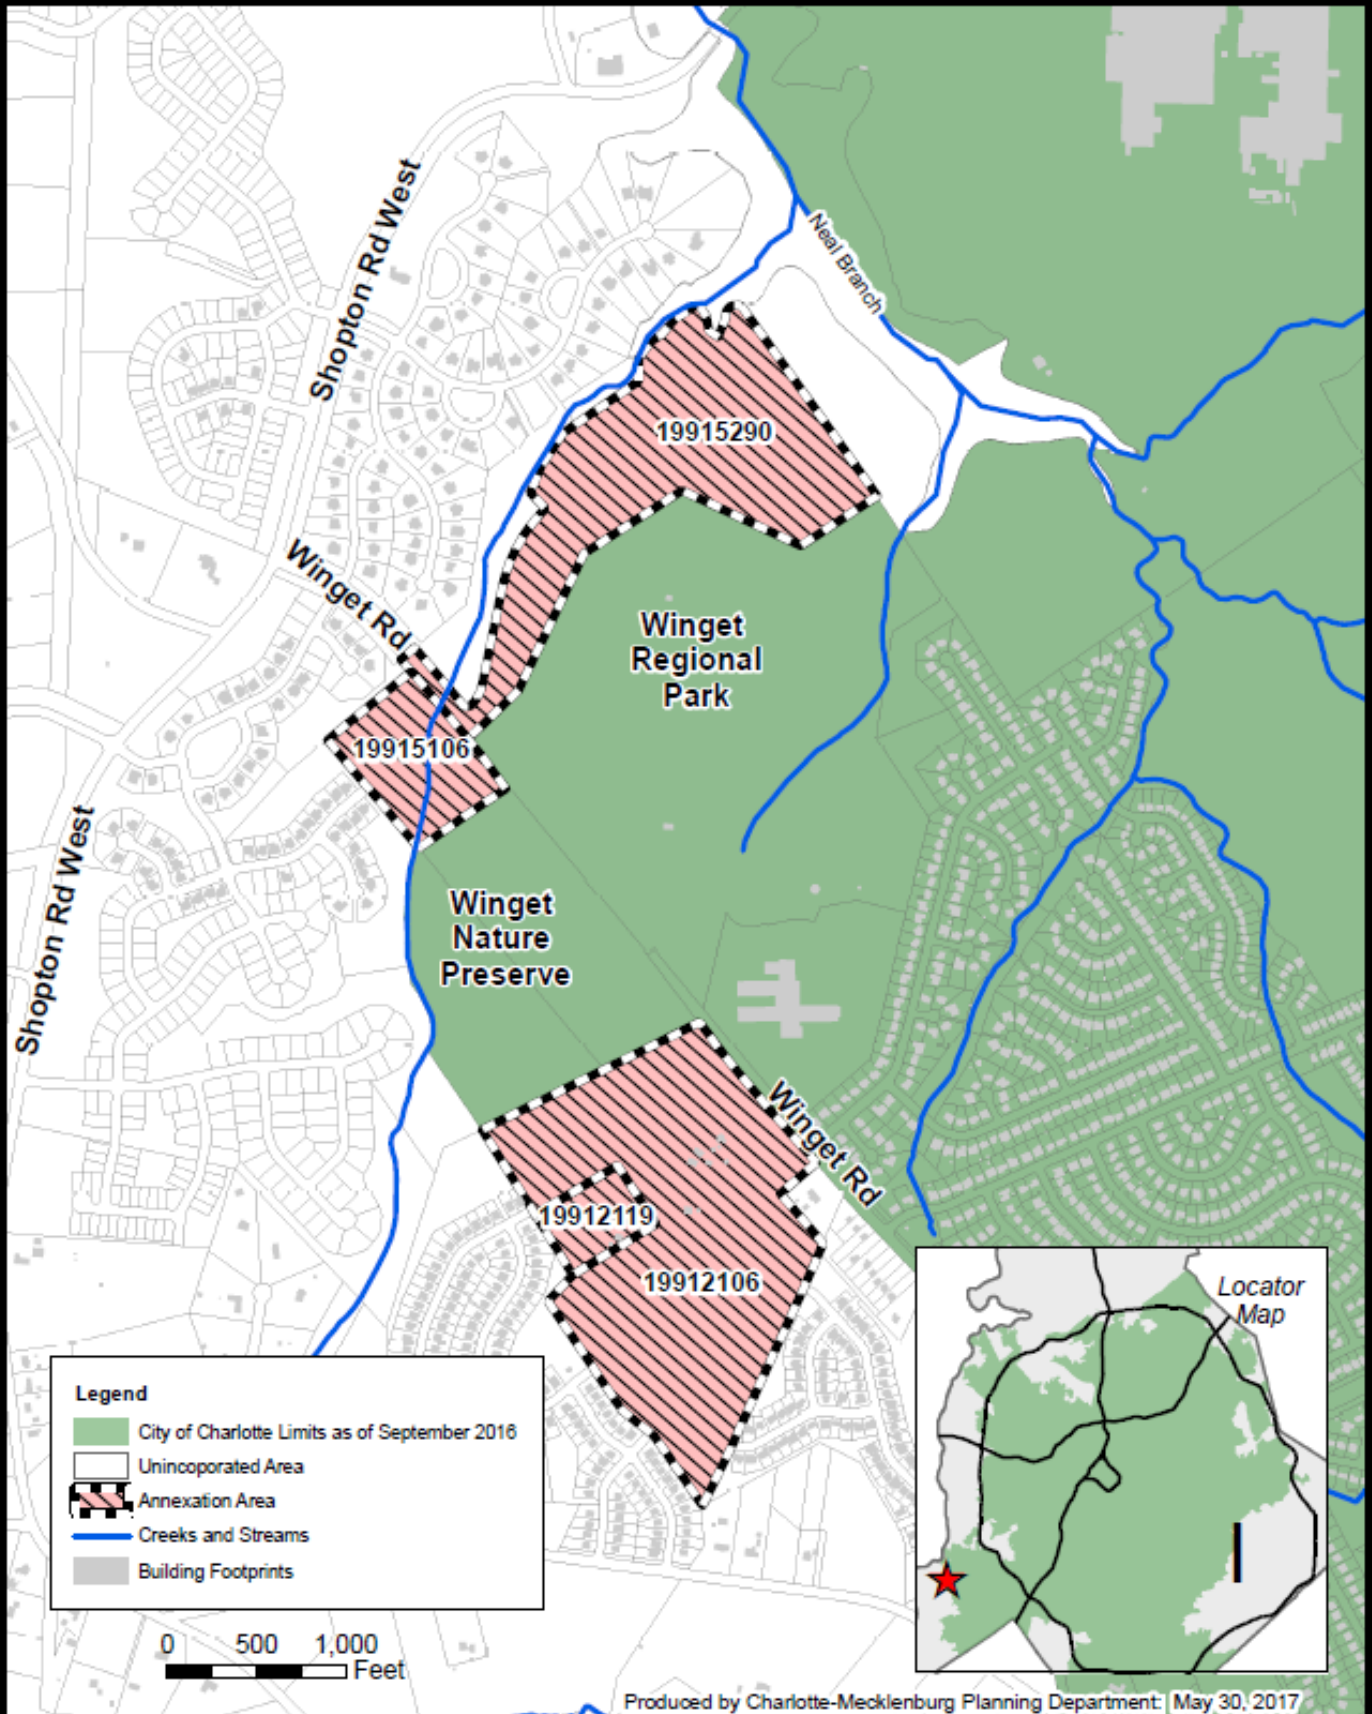 Shopton Rd West
Neal Branch
19915290
Winget Rd
Winget
Regional
Park
19915106
Shopton Rd West
Winget
Nature
Preserve
Winget Rd
19912119
19912106
Locator
Map
Legend
City of Charlotte Limits as of September 2016
Unincoporated Area
Annexation Area
Creeks and Streams
Building Footprints
0 500 1,000
Feet
Produced by Charlotte-Mecklenburg Planning Department: May 30, 2017